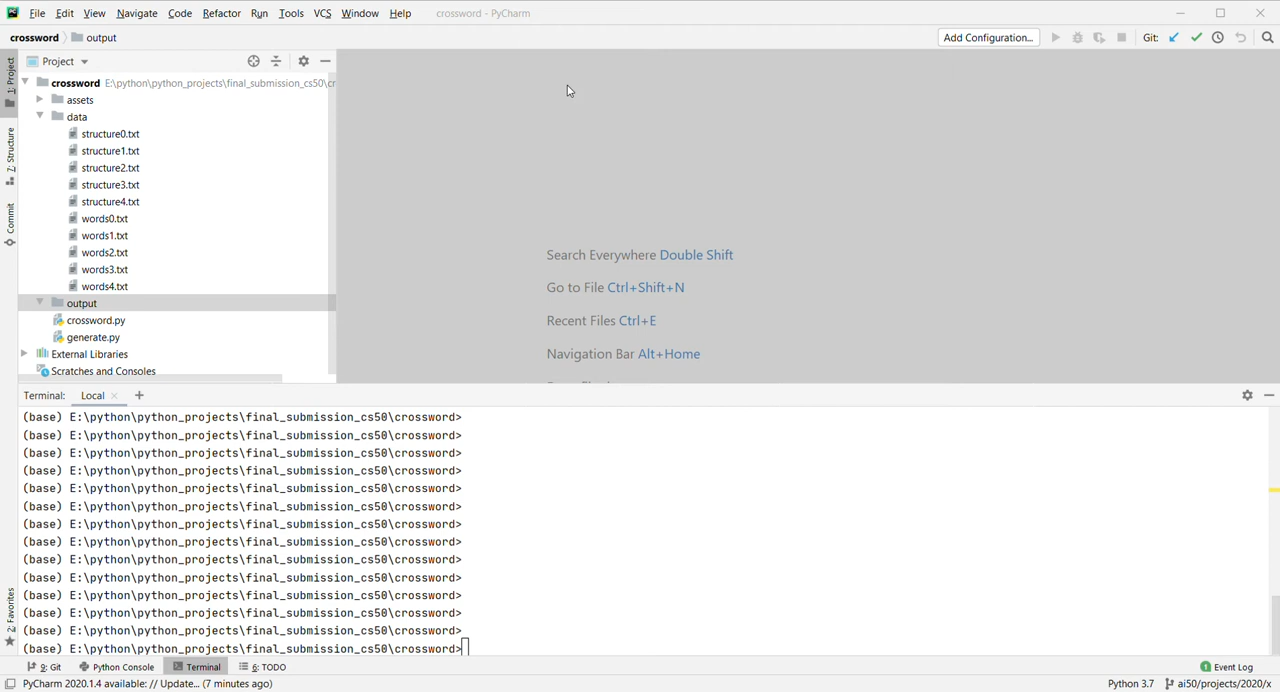 File Edit View Navigate Code Refactor Run Tools VCS Window Help crossword - PyCharm
crossword output Add Configuration... Git:
1: Project
7: Structure
Commit
2: Favorites
Project
crossword E:\python\python_projects\final_submission_cs50\cr
assets
data
structure0.txt
structure1.txt
structure2.txt
structure3.txt
structure4.txt
words0.txt
words1.txt
words2.txt
words3.txt
words4.txt
output
crossword.py
generate.py
External Libraries
Scratches and Consoles
Search Everywhere Double Shift
Go to File Ctrl+Shift+N
Recent Files Ctrl+E
Navigation Bar Alt+Home
Terminal: Local
(base) E:\python\python_projects\final_submission_cs50\crossword>
(base) E:\python\python_projects\final_submission_cs50\crossword>
(base) E:\python\python_projects\final_submission_cs50\crossword>
(base) E:\python\python_projects\final_submission_cs50\crossword>
(base) E:\python\python_projects\final_submission_cs50\crossword>
(base) E:\python\python_projects\final_submission_cs50\crossword>
(base) E:\python\python_projects\final_submission_cs50\crossword>
(base) E:\python\python_projects\final_submission_cs50\crossword>
(base) E:\python\python_projects\final_submission_cs50\crossword>
(base) E:\python\python_projects\final_submission_cs50\crossword>
(base) E:\python\python_projects\final_submission_cs50\crossword>
(base) E:\python\python_projects\final_submission_cs50\crossword>
(base) E:\python\python_projects\final_submission_cs50\crossword>
(base) E:\python\python_projects\final_submission_cs50\crossword>
9: Git Python Console Terminal 6: TODO 1 Event Log
PyCharm 2020.1.4 available: // Update... (7 minutes ago) Python 3.7 ai50/projects/2020/x